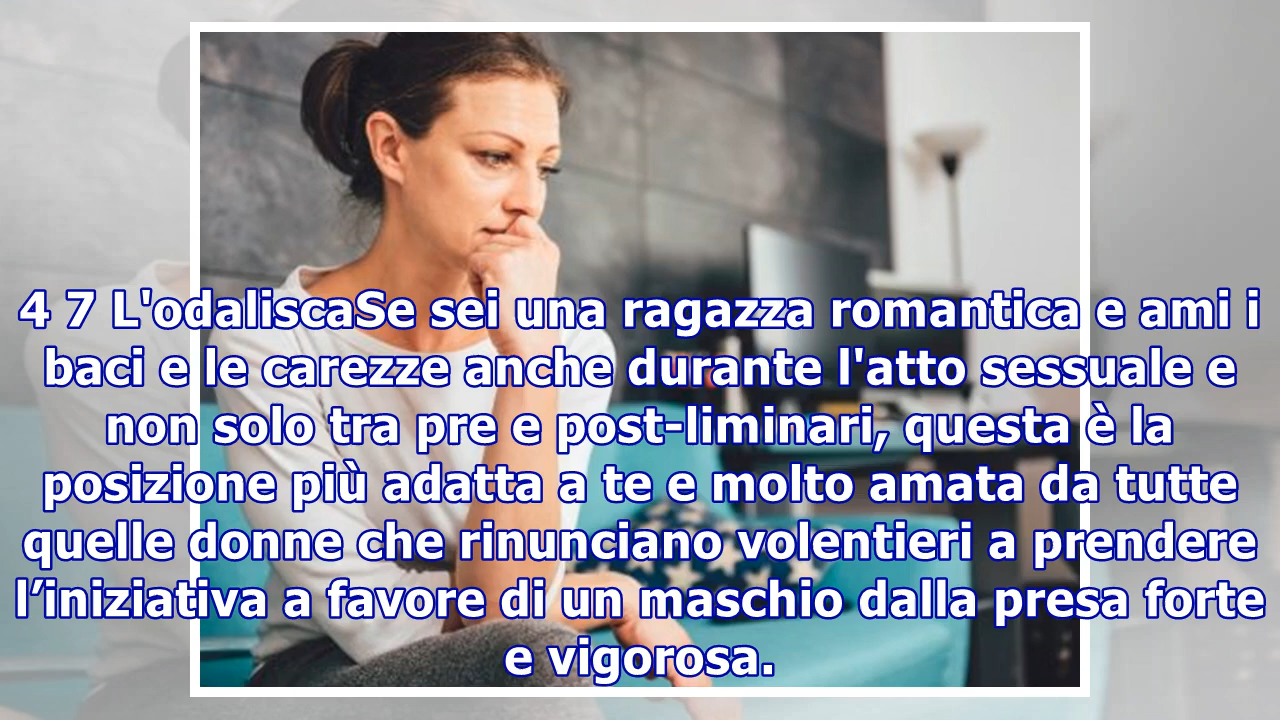 4 7 L'odaliscaSe sei una ragazza romantica e ami i
baci e le carezze anche durante l'atto sessuale e
non solo tra pre e post-liminari, questa è la
posizione più adatta a te e molto amata da tutte
quelle donne che rinunciano volentieri a prendere
l’iniziativa a favore di un maschio dalla presa forte
e vigorosa.